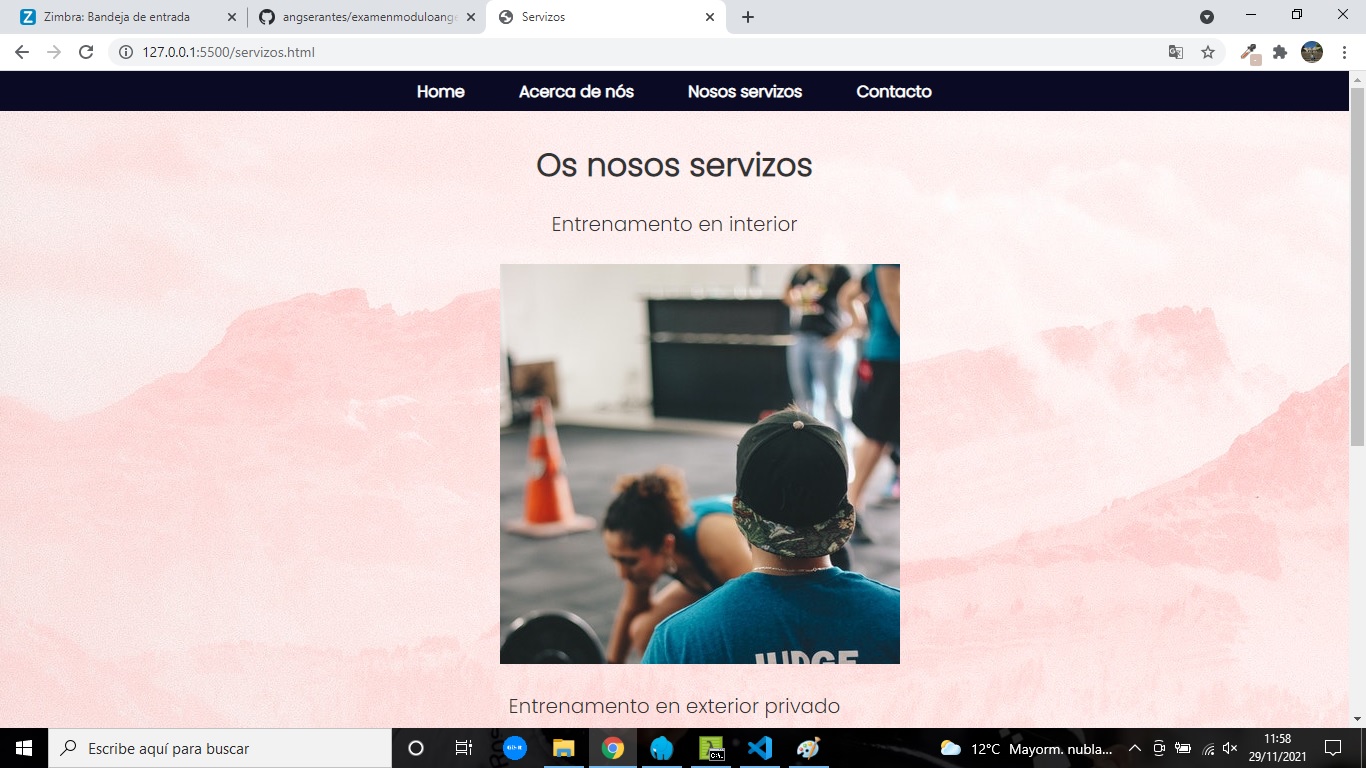 Zimbra: Bandeja de entrada
angserantes/examenmoduloange
Servizos
127.0.0.1:5500/servizos.html
Home
Acerca de nós
Nosos servizos
Contacto
Os nosos servizos
Entrenamento en interior
JUDGE
Entrenamento en exterior privado
Escribe aquí para buscar
12°C Mayorm. nubla...
11:58
29/11/2021